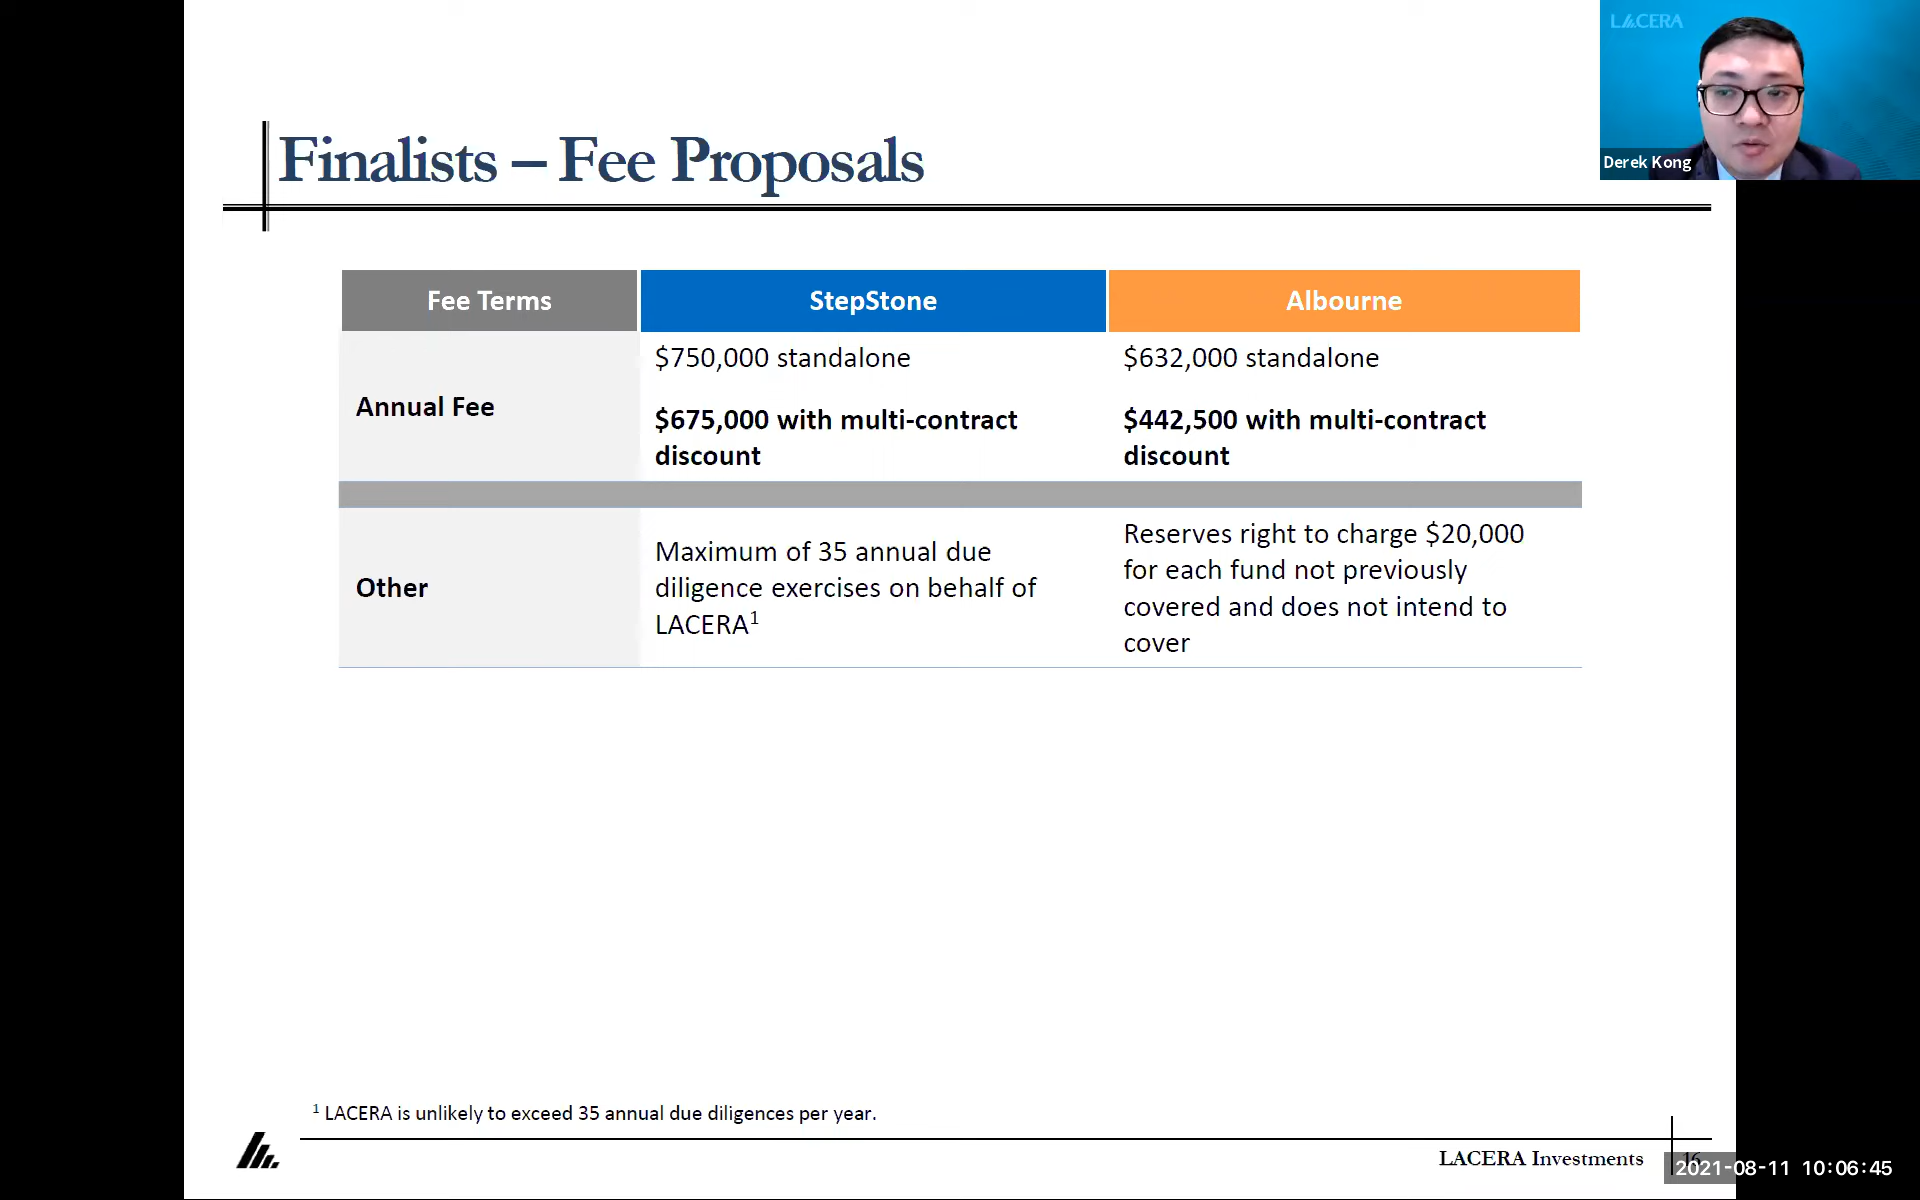 LACERA
Derek Kong
Finalists – Fee Proposals
Fee Terms
StepStone
Albourne
Annual Fee
$750,000 standalone
$675,000 with multi-contract
discount
$632,000 standalone
$442,500 with multi-contract
discount
Other
Maximum of 35 annual due
diligence exercises on behalf of
LACERA¹
Reserves right to charge $20,000
for each fund not previously
covered and does not intend to
cover
¹ LACERA is unlikely to exceed 35 annual due diligences per year.
LACERA Investments
16
2021-08-11 10:06:45